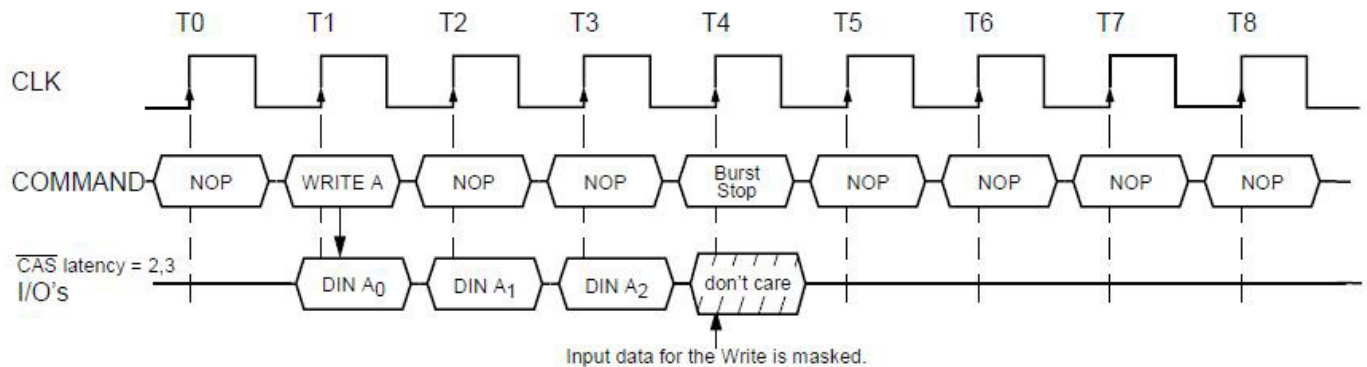 T0 T1 T2 T3 T4 T5 T6 T7 T8
CLK
COMMAND NOP WRITE A NOP NOP Burst Stop NOP NOP NOP NOP
CAS latency = 2,3
I/O's DIN A0 DIN A1 DIN A2 don't care
Input data for the Write is masked.